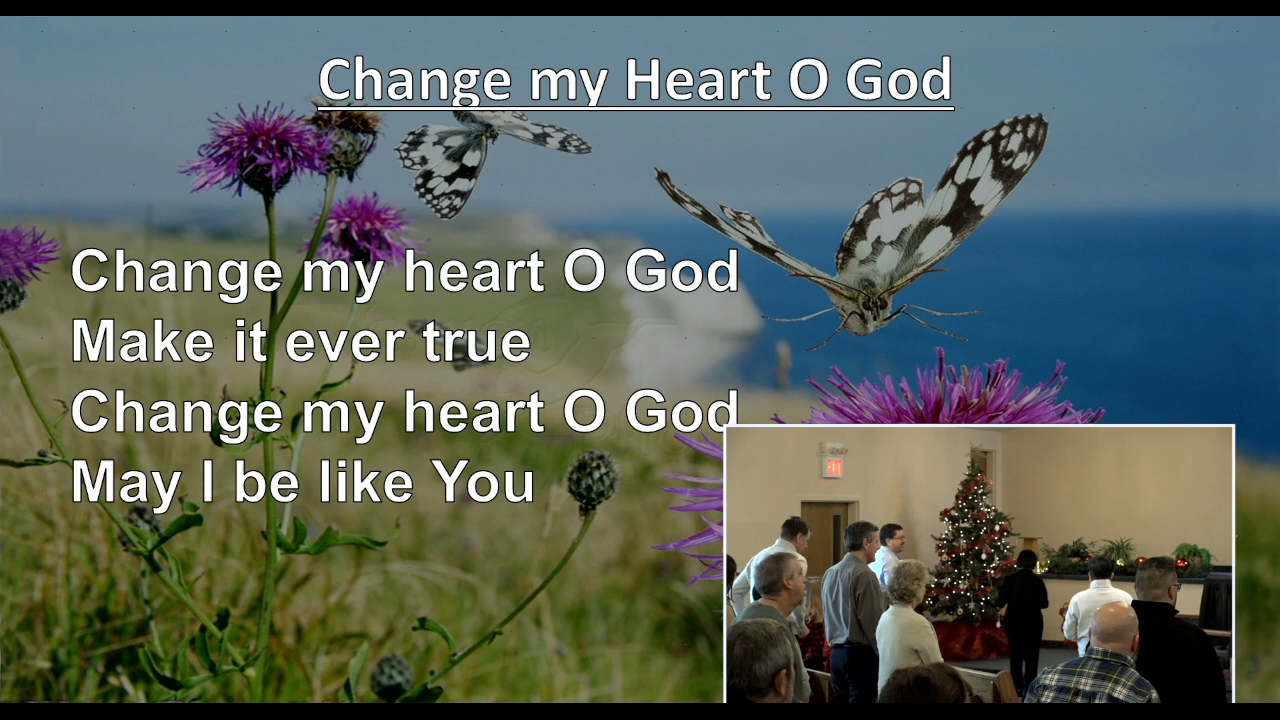 Change my Heart O God
Change my heart O God
Make it ever true
Change my heart O God
May I be like You